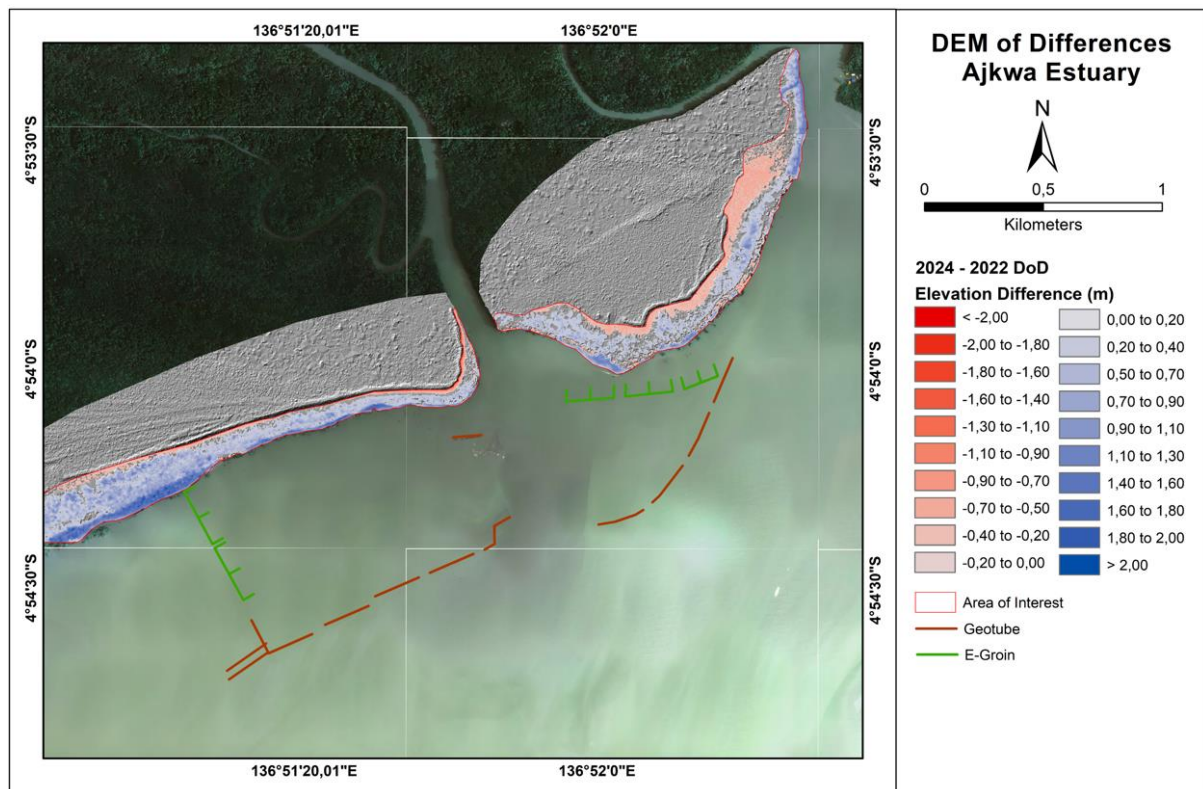 136°51'20,01"E
136°52'0"E
4°53'30"S
4°53'30"S
4°54'0"S
4°54'0"S
4°54'30"S
4°54'30"S
136°51'20,01"E
136°52'0"E
DEM of Differences
Ajkwa Estuary
N
0 0,5 1
Kilometers
2024 - 2022 DoD
Elevation Difference (m)
< -2,00
-2,00 to -1,80
-1,80 to -1,60
-1,60 to -1,40
-1,30 to -1,10
-1,10 to -0,90
-0,90 to -0,70
-0,70 to -0,50
-0,40 to -0,20
-0,20 to 0,00
0,00 to 0,20
0,20 to 0,40
0,50 to 0,70
0,70 to 0,90
0,90 to 1,10
1,10 to 1,30
1,40 to 1,60
1,60 to 1,80
1,80 to 2,00
> 2,00
Area of Interest
Geotube
E-Groin